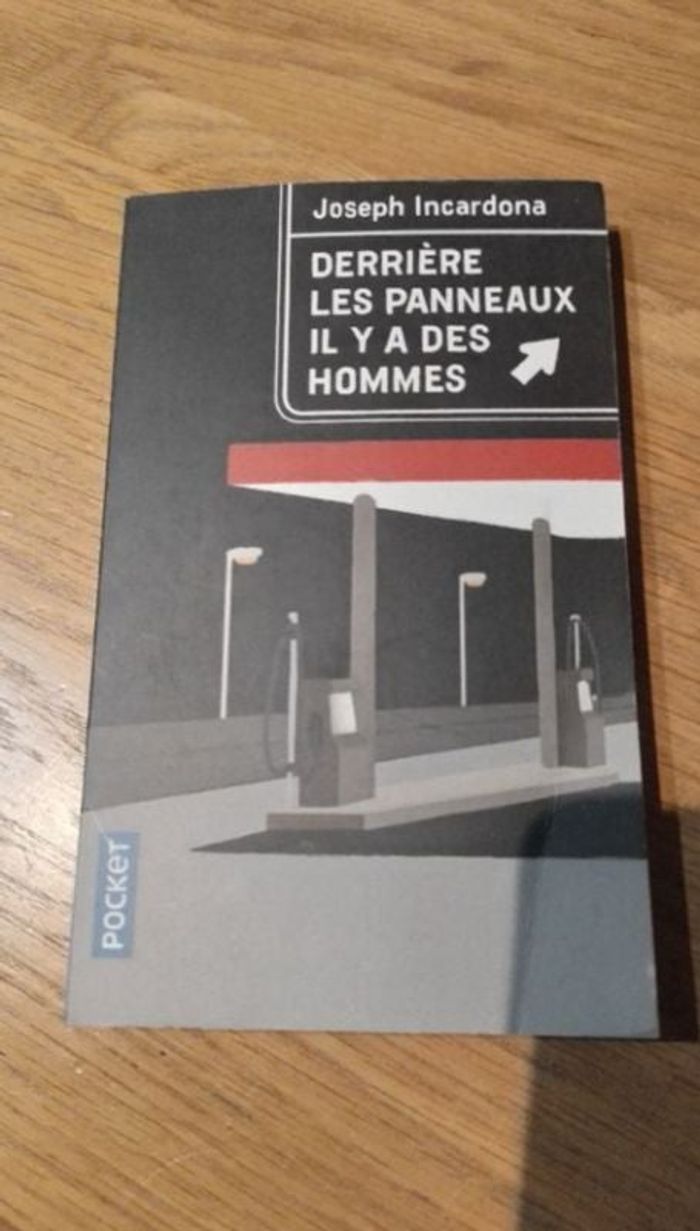 Joseph Incardona
DERRIÈRE
LES PANNEAUX
IL Y A DES
HOMMES
POCKET